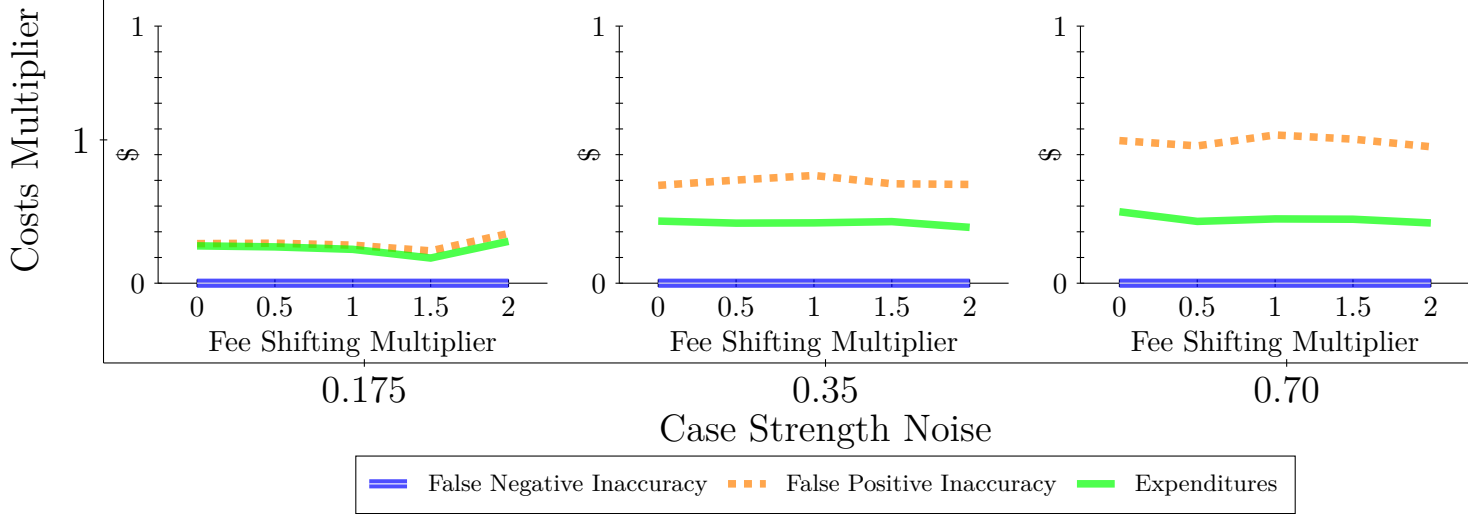 Costs Multiplier
1
1
$
0
0 0.5 1 1.5 2
Fee Shifting Multiplier
1
$
0
0 0.5 1 1.5 2
Fee Shifting Multiplier
1
$
0
0 0.5 1 1.5 2
Fee Shifting Multiplier
0.175 0.35 0.70
Case Strength Noise
False Negative Inaccuracy False Positive Inaccuracy Expenditures